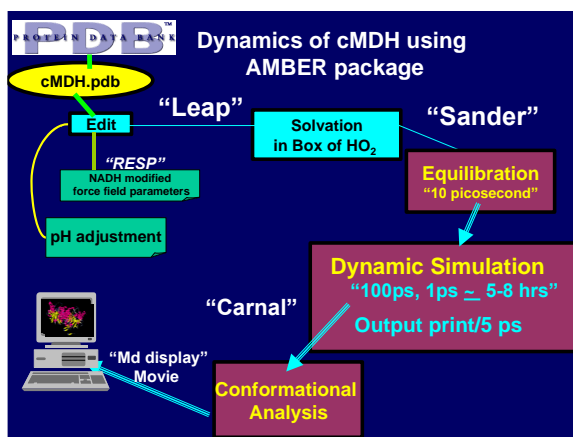 PDB™
PROTEIN DATA BANK
Dynamics of cMDH using
AMBER package
cMDH.pdb
Edit
“Leap”
Solvation
in Box of HO₂
“Sander”
“RESP”
NADH modified
force field parameters
pH adjustment
Equilibration
“10 picosecond”
Dynamic Simulation
“100ps, 1ps ~ 5-8 hrs”
Output print/5 ps
“Carnal”
“Md display”
Movie
Conformational
Analysis